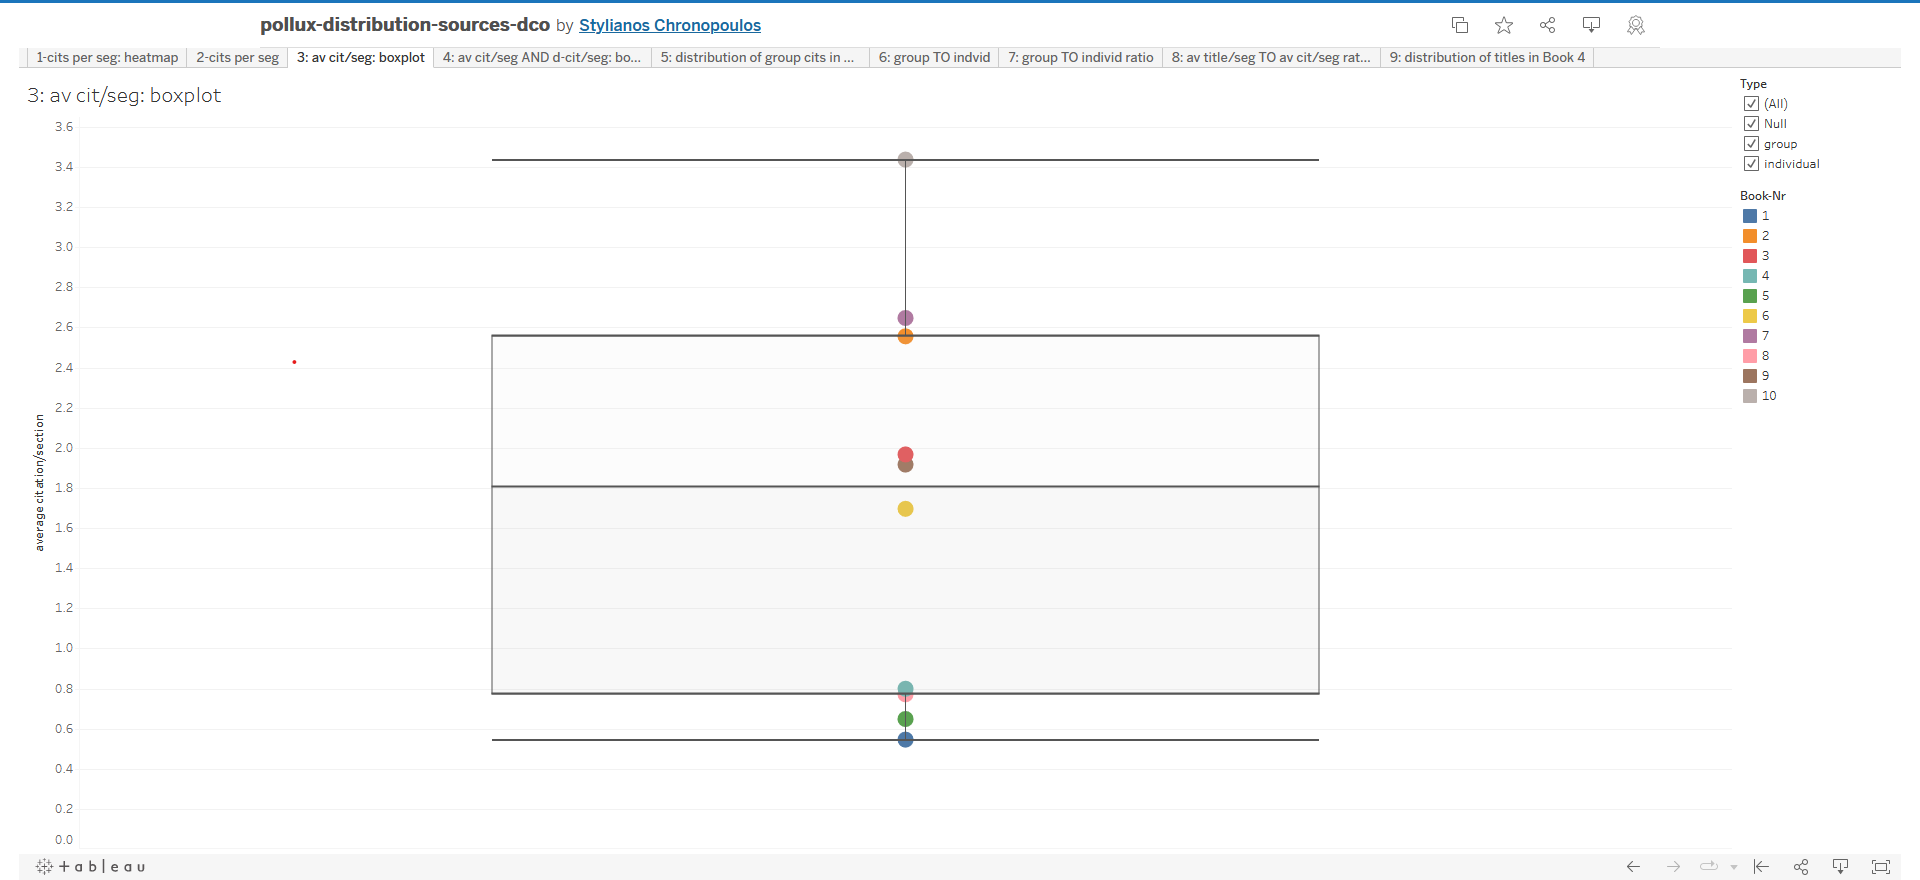 pollux-distribution-sources-dco by Stylianos Chronopoulos
1-cits per seg: heatmap 2-cits per seg 3: av cit/seg: boxplot 4: av cit/seg AND d-cit/seg: bo... 5: distribution of group cits in ... 6: group TO indvid 7: group TO individ ratio 8: av title/seg TO av cit/seg rat... 9: distribution of titles in Book 4
3: av cit/seg: boxplot
3.6
3.4
3.2
3.0
2.8
2.6
2.4
2.2
2.0
1.8
1.6
1.4
1.2
1.0
0.8
0.6
0.4
0.2
0.0
average citation/section
Type
(All)
Null
group
individual
Book-Nr
1
2
3
4
5
6
7
8
9
10
+ableau